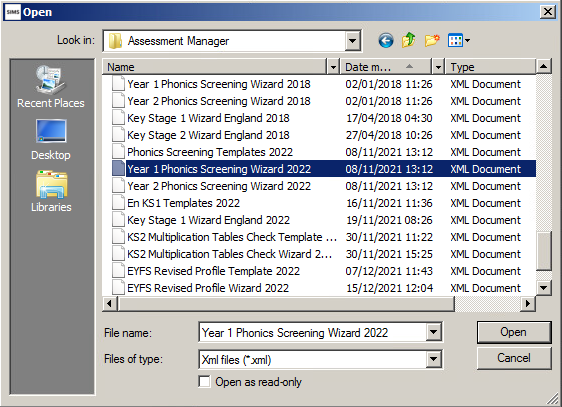 SIMS Open
Look in: Assessment Manager
Name Date m... Type
Year 1 Phonics Screening Wizard 2018 02/01/2018 11:26 XML Document
Year 2 Phonics Screening Wizard 2018 02/01/2018 11:26 XML Document
Key Stage 1 Wizard England 2018 17/04/2018 04:30 XML Document
Key Stage 2 Wizard England 2018 27/04/2018 10:26 XML Document
Phonics Screening Templates 2022 08/11/2021 13:12 XML Document
Year 1 Phonics Screening Wizard 2022 08/11/2021 13:12 XML Document
Year 2 Phonics Screening Wizard 2022 08/11/2021 13:12 XML Document
En KS1 Templates 2022 16/11/2021 11:36 XML Document
Key Stage 1 Wizard England 2022 19/11/2021 08:26 XML Document
KS2 Multiplication Tables Check Template ... 30/11/2021 11:22 XML Document
KS2 Multiplication Tables Check Wizard 2... 30/11/2021 15:25 XML Document
EYFS Revised Profile Template 2022 07/12/2021 11:43 XML Document
EYFS Revised Profile Wizard 2022 15/12/2021 12:04 XML Document
Recent Places
Desktop
Libraries
File name: Year 1 Phonics Screening Wizard 2022 Open
Files of type: Xml files (*.xml) Cancel
Open as read-only